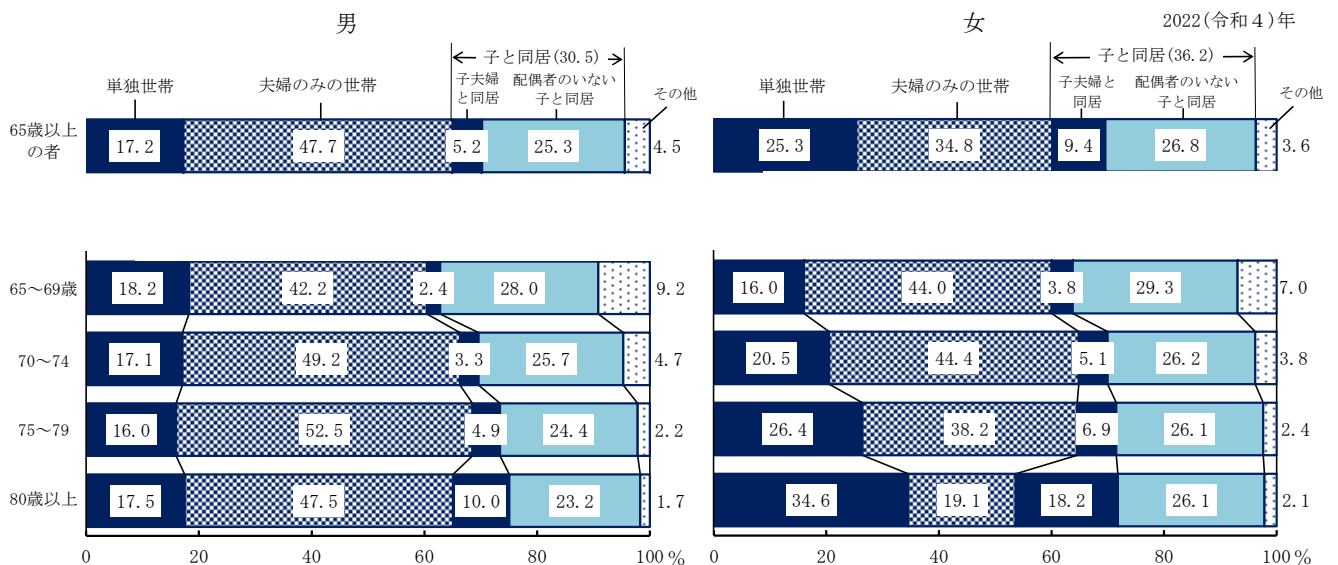 男
女
2022(令和４)年
子と同居(30.5)
子と同居(36.2)
単独世帯
夫婦のみの世帯
子夫婦
と同居
配偶者のいない
子と同居
その他
単独世帯
夫婦のみの世帯
子夫婦と
同居
配偶者のいない
子と同居
その他
65歳以上
の者
17.2 47.7 5.2 25.3 4.5
25.3 34.8 9.4 26.8 3.6
65～69歳 18.2 42.2 2.4 28.0 9.2
16.0 44.0 3.8 29.3 7.0
70～74 17.1 49.2 3.3 25.7 4.7
20.5 44.4 5.1 26.2 3.8
75～79 16.0 52.5 4.9 24.4 2.2
26.4 38.2 6.9 26.1 2.4
80歳以上 17.5 47.5 10.0 23.2 1.7
34.6 19.1 18.2 26.1 2.1
0 20 40 60 80 100 %
0 20 40 60 80 100 %